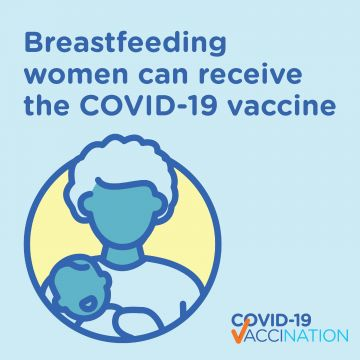 Breastfeeding
women can receive
the COVID-19 vaccine
COVID-19
VACCINATION